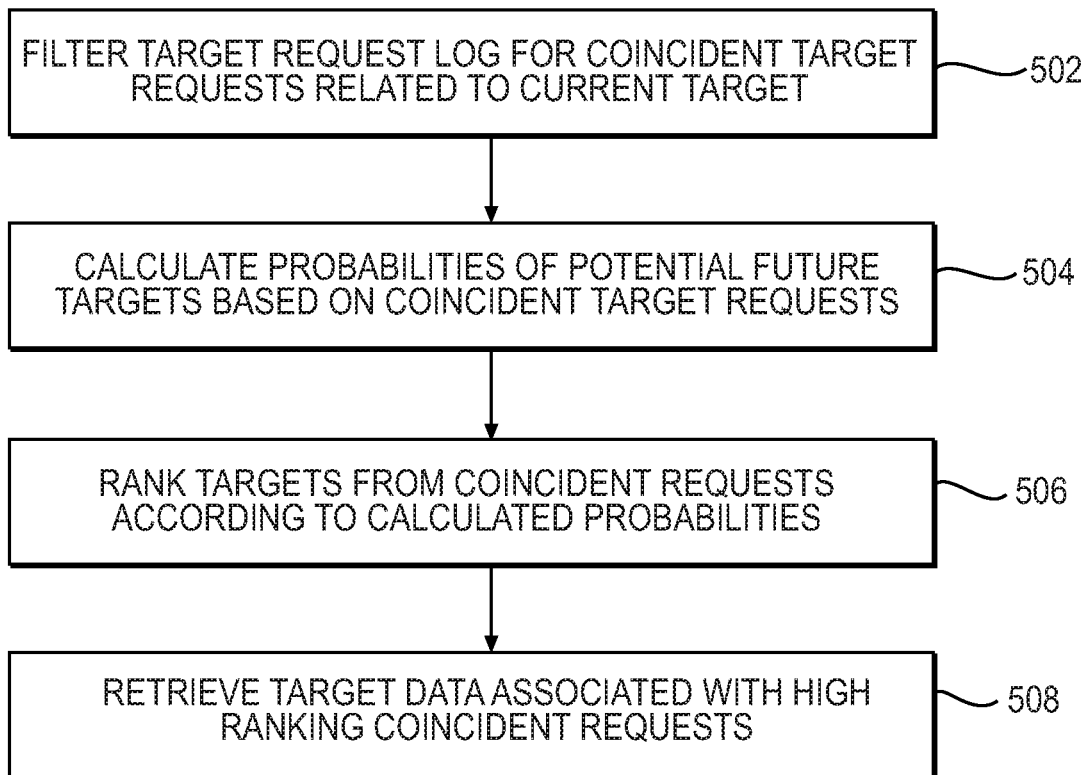 FILTER TARGET REQUEST LOG FOR COINCIDENT TARGET
REQUESTS RELATED TO CURRENT TARGET
502
CALCULATE PROBABILITIES OF POTENTIAL FUTURE
TARGETS BASED ON COINCIDENT TARGET REQUESTS
504
RANK TARGETS FROM COINCIDENT REQUESTS
ACCORDING TO CALCULATED PROBABILITIES
506
RETRIEVE TARGET DATA ASSOCIATED WITH HIGH
RANKING COINCIDENT REQUESTS
508